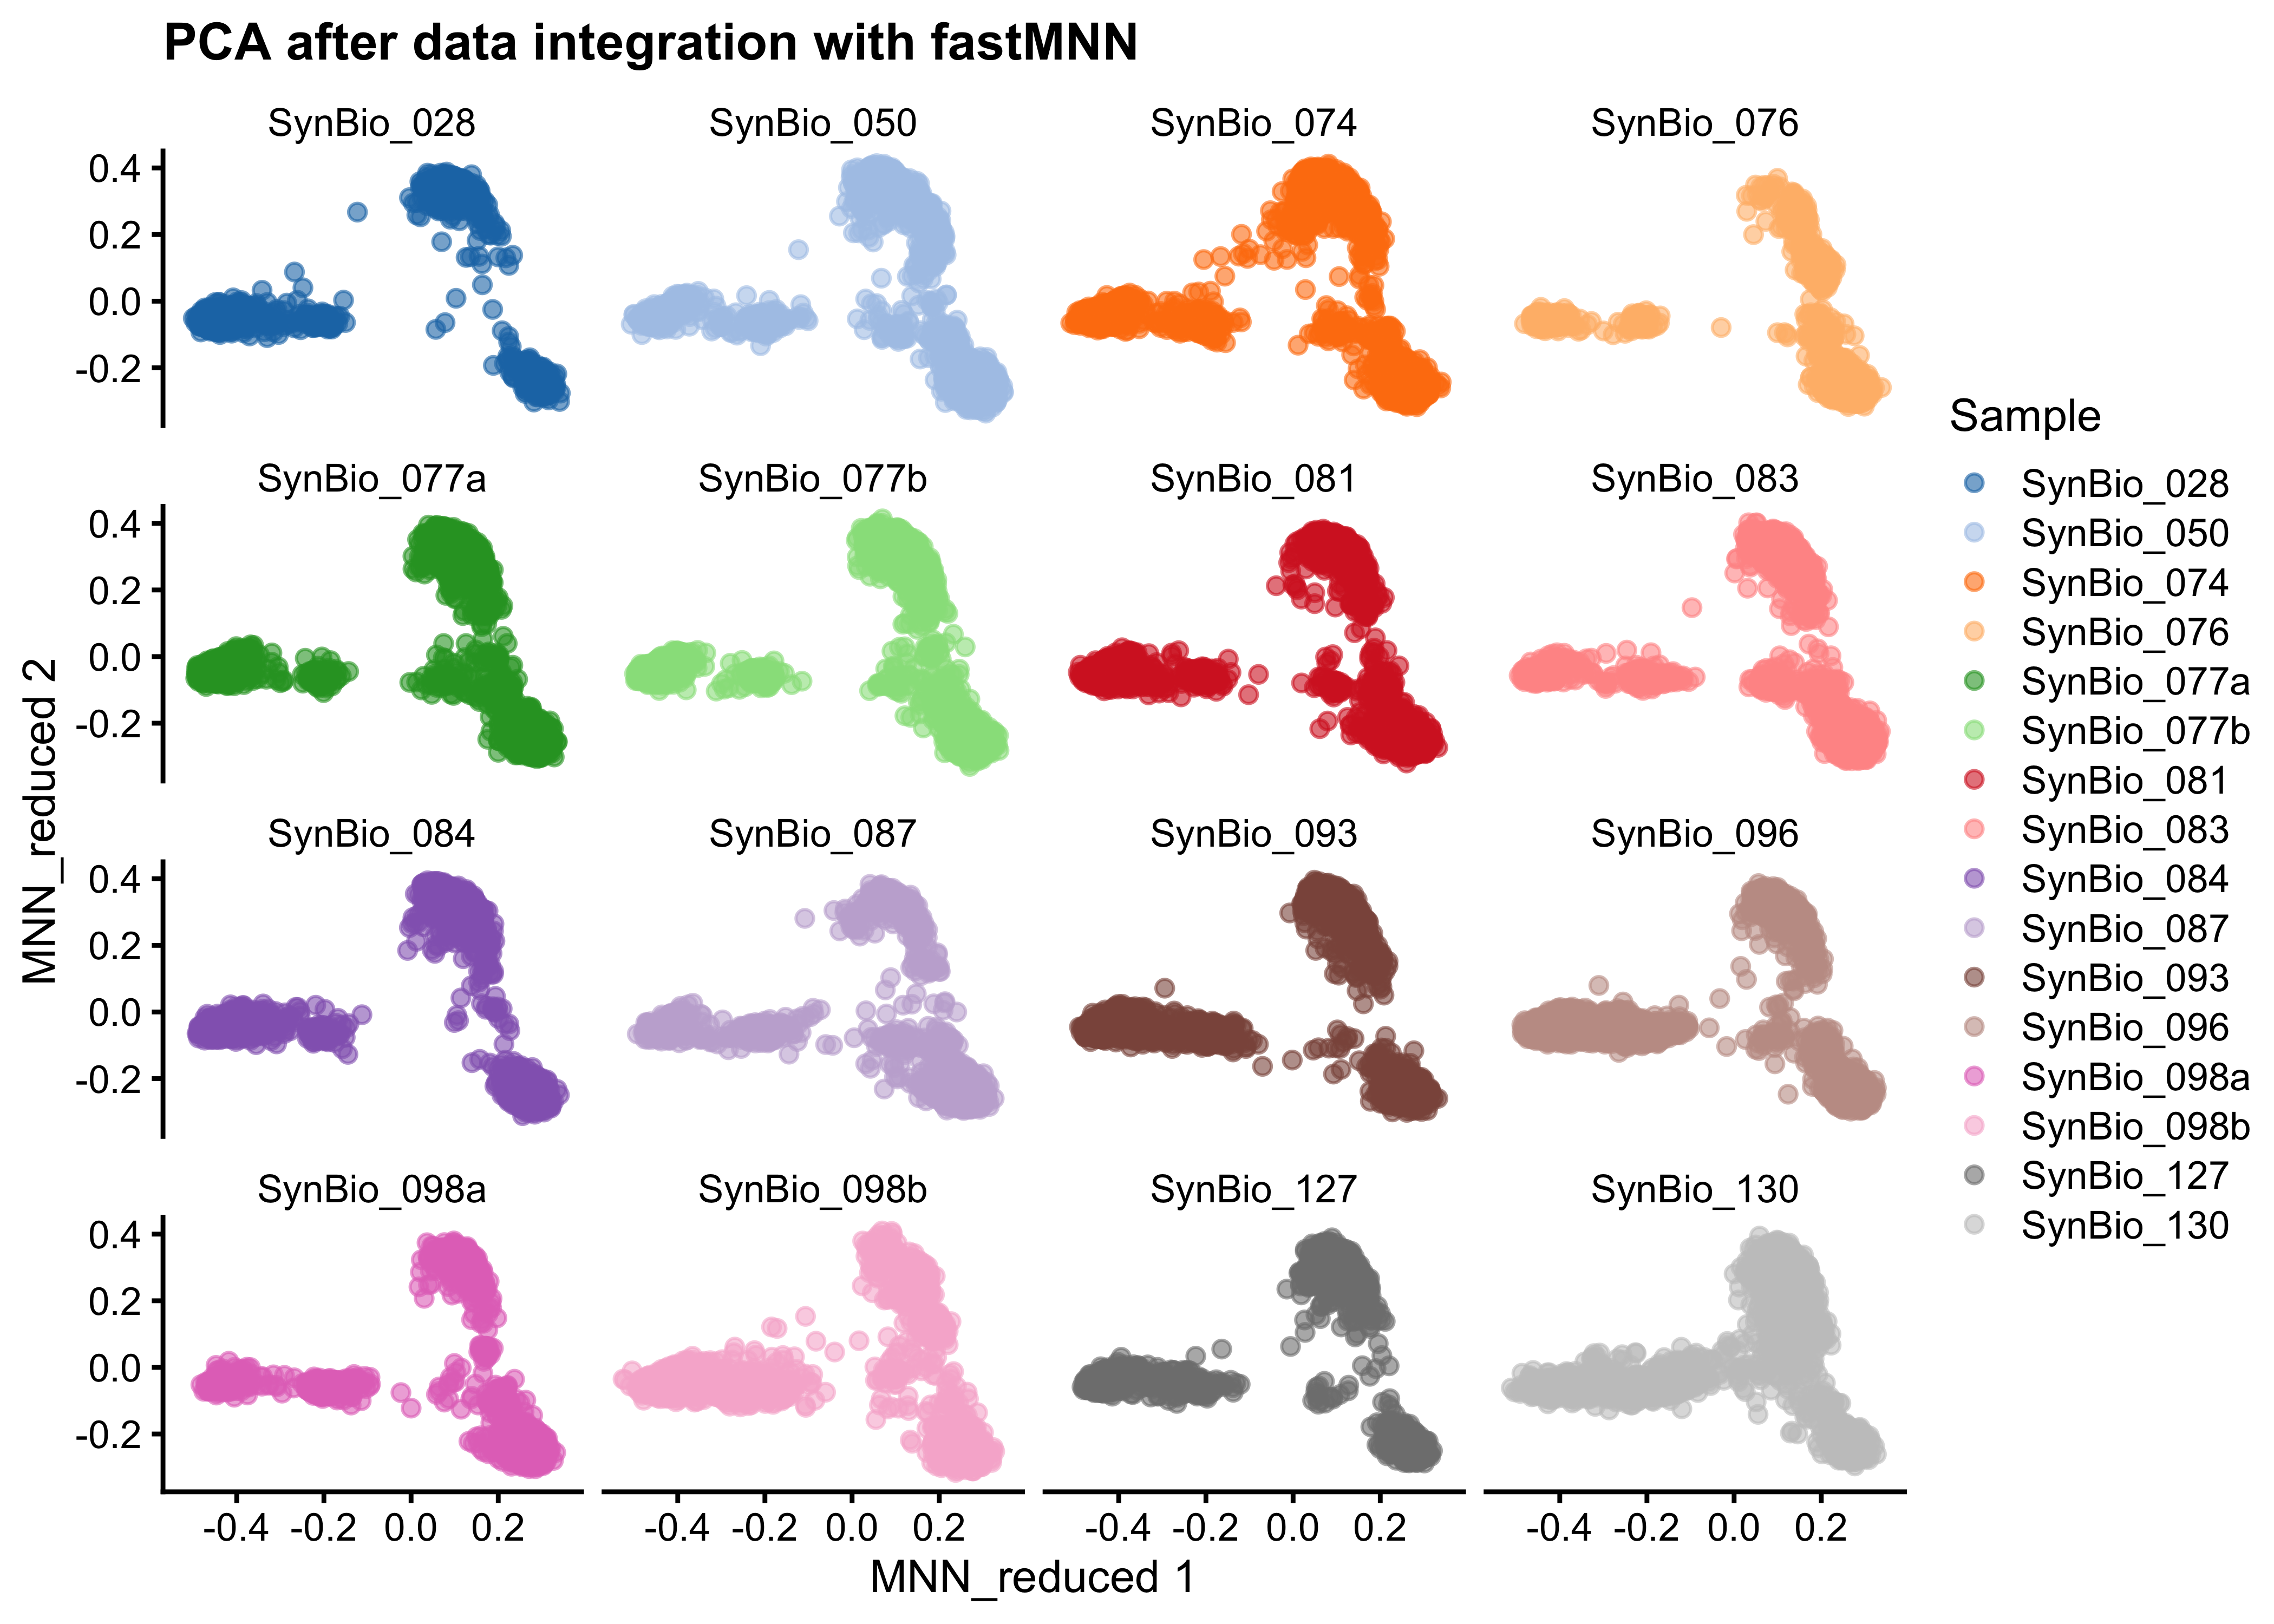 PCA after data integration with fastMNN
SynBio_028 SynBio_050 SynBio_074 SynBio_076
0.4
0.2
0.0
-0.2
SynBio_077a SynBio_077b SynBio_081 SynBio_083
0.4
0.2
0.0
-0.2
SynBio_084 SynBio_087 SynBio_093 SynBio_096
0.4
0.2
0.0
-0.2
SynBio_098a SynBio_098b SynBio_127 SynBio_130
0.4
0.2
0.0
-0.2
-0.4 -0.2 0.0 0.2 -0.4 -0.2 0.0 0.2 -0.4 -0.2 0.0 0.2 -0.4 -0.2 0.0 0.2
MNN_reduced 1
MNN_reduced 2
Sample
SynBio_028
SynBio_050
SynBio_074
SynBio_076
SynBio_077a
SynBio_077b
SynBio_081
SynBio_083
SynBio_084
SynBio_087
SynBio_093
SynBio_096
SynBio_098a
SynBio_098b
SynBio_127
SynBio_130